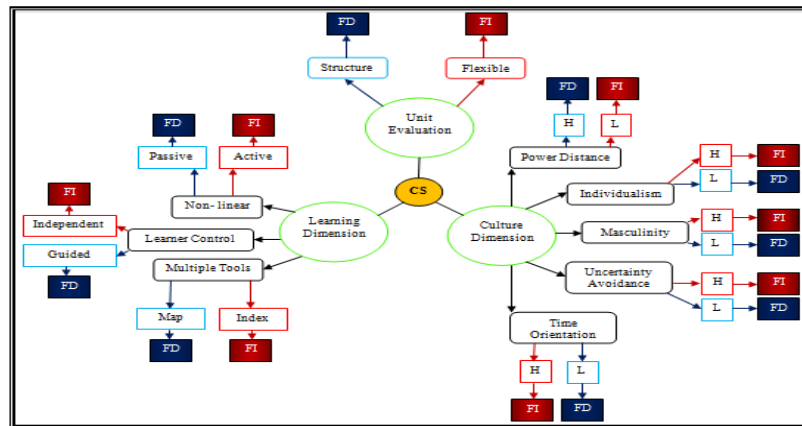 FD
FI
Structure
Flexible
Unit
Evaluation
FD
FI
Passive
Active
Non- linear
FI
Independent
Learner Control
Guided
FD
Multiple Tools
Map
Index
FD
FI
Learning
Dimension
CS
Culture
Dimension
FD
FI
H
L
Power Distance
Individualism
H
FI
L
FD
Masculinity
H
FI
L
FD
Uncertainty
Avoidance
H
FI
L
FD
Time
Orientation
H
L
FI
FD